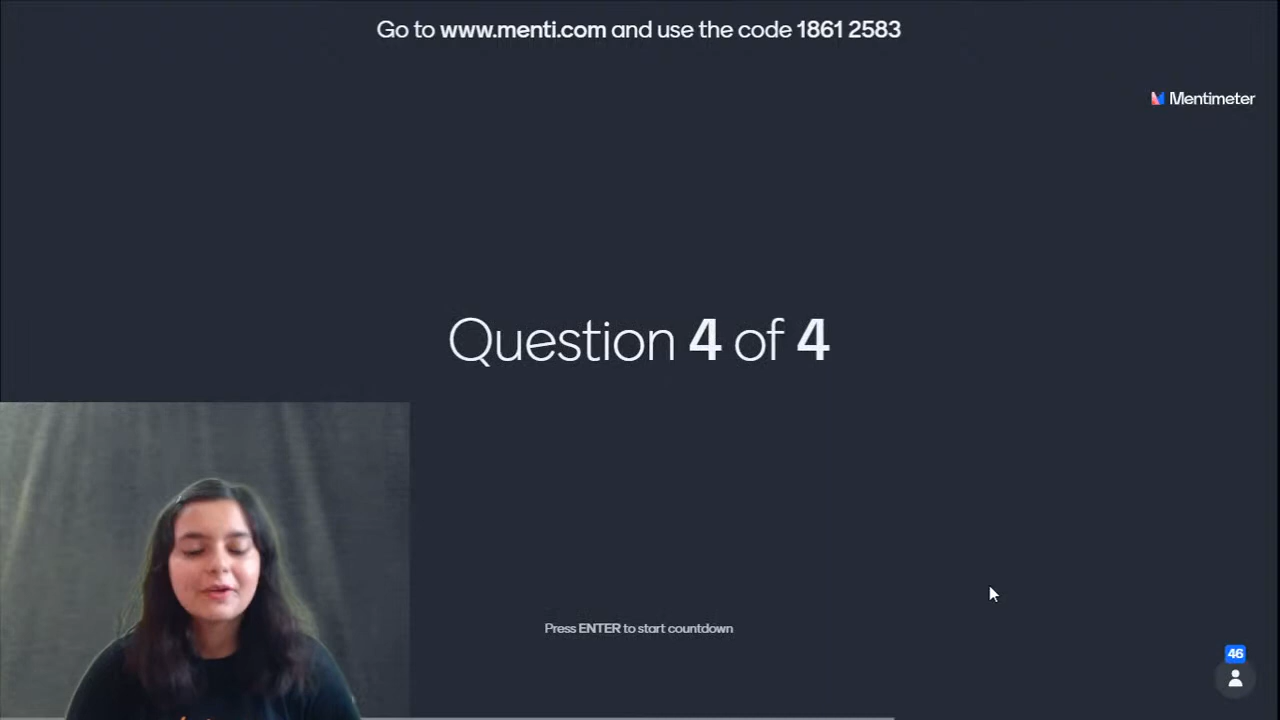 Go to www.menti.com and use the code 1861 2583
Mentimeter
Question 4 of 4
Press ENTER to start countdown
46